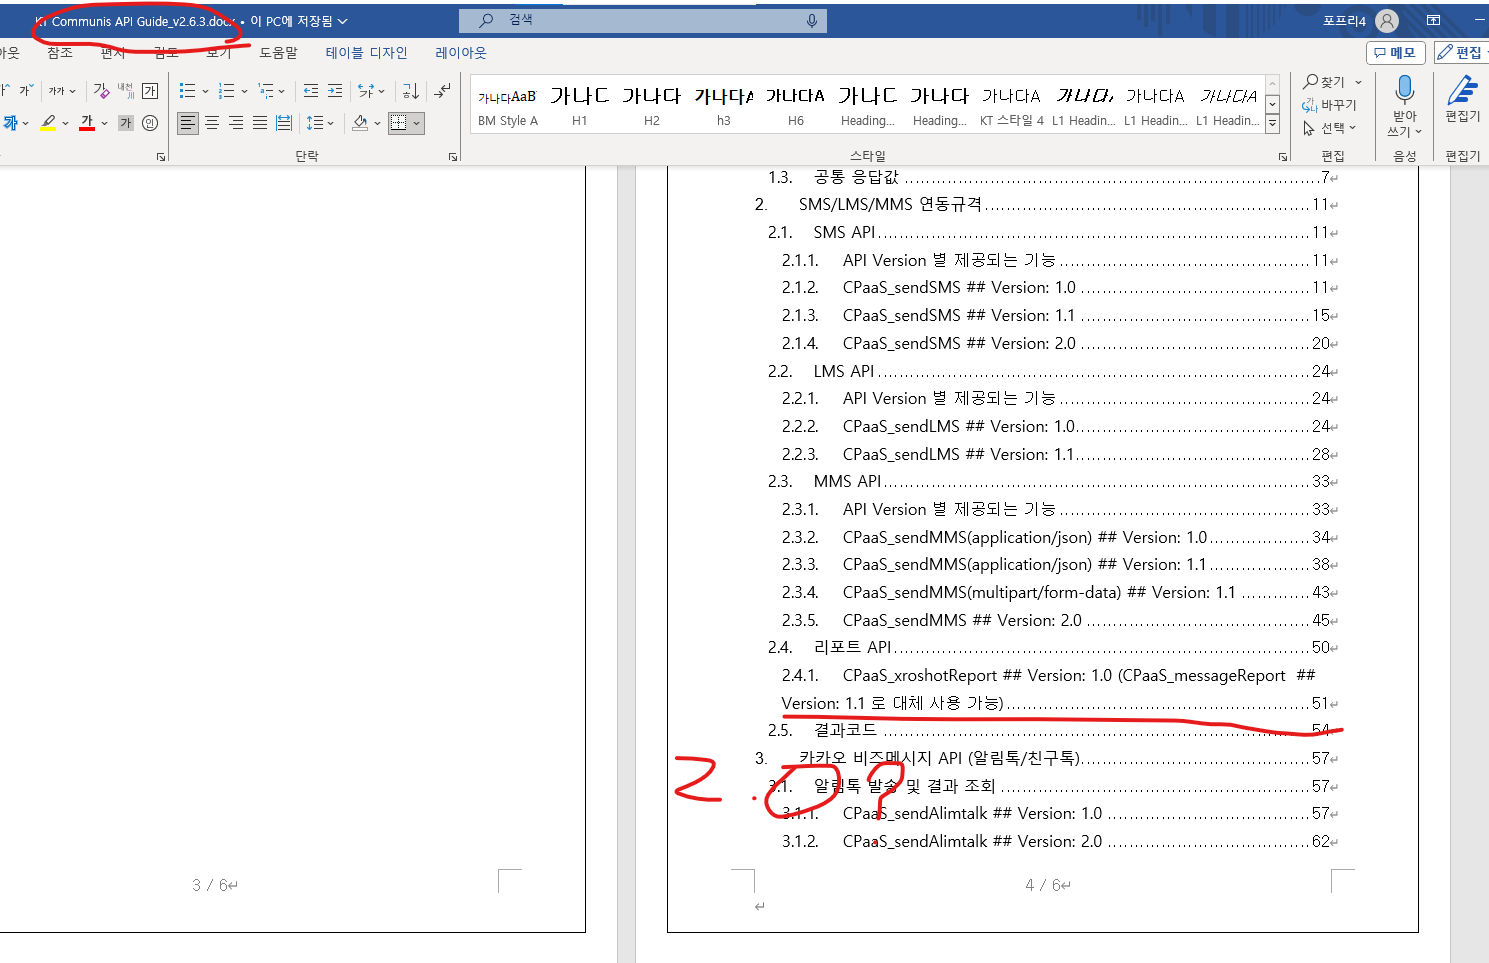 KT Communis API Guide_v2.6.3.docx • 이 PC에 저장됨
검색
포프리4
아웃 참조 편지 검토 보기 도움말 테이블 디자인 레이아웃
메모 편집
가나다AaB 가나다 가나다 가나다 가나다A 가나다 가나다 가나다A 가나다 가나다A 가나다A
BM Style A H1 H2 h3 H6 Heading... Heading... KT 스타일 4 L1 Headin... L1 Headin... L1 Headin...
찾기
바꾸기
선택
받아
쓰기
편집기
단락 스타일 편집 음성 편집기
1.3. 공통 응답값 7
2. SMS/LMS/MMS 연동규격 11
2.1. SMS API 11
2.1.1. API Version 별 제공되는 기능 11
2.1.2. CPaaS_sendSMS ## Version: 1.0 11
2.1.3. CPaaS_sendSMS ## Version: 1.1 15
2.1.4. CPaaS_sendSMS ## Version: 2.0 20
2.2. LMS API 24
2.2.1. API Version 별 제공되는 기능 24
2.2.2. CPaaS_sendLMS ## Version: 1.0 24
2.2.3. CPaaS_sendLMS ## Version: 1.1 28
2.3. MMS API 33
2.3.1. API Version 별 제공되는 기능 33
2.3.2. CPaaS_sendMMS(application/json) ## Version: 1.0 34
2.3.3. CPaaS_sendMMS(application/json) ## Version: 1.1 38
2.3.4. CPaaS_sendMMS(multipart/form-data) ## Version: 1.1 43
2.3.5. CPaaS_sendMMS ## Version: 2.0 45
2.4. 리포트 API 50
2.4.1. CPaaS_xroshotReport ## Version: 1.0 (CPaaS_messageReport ##
Version: 1.1 로 대체 사용 가능) 51
2.5. 결과코드 54
3. 카카오 비즈메시지 API (알림톡/친구톡) 57
2.0?
3.1. 알림톡 발송 및 결과 조회 57
3.1.1. CPaaS_sendAlimtalk ## Version: 1.0 57
3.1.2. CPaaS_sendAlimtalk ## Version: 2.0 62
3 / 6
4 / 6